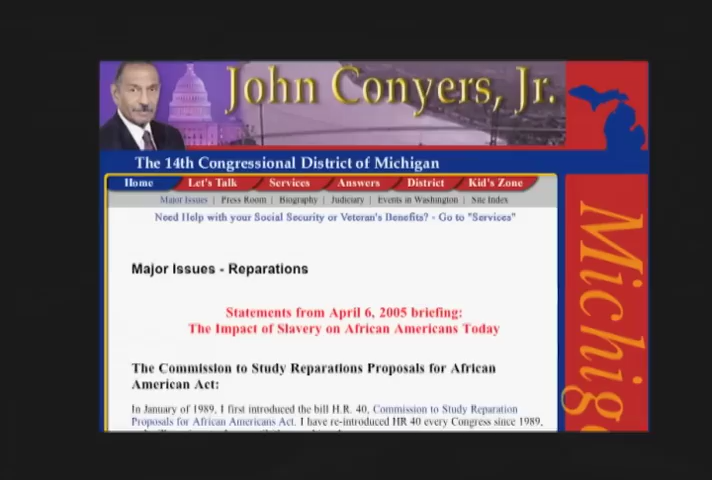 John Conyers, Jr.
The 14th Congressional District of Michigan
Home Let's Talk Services Answers District Kid's Zone
Major Issues | Press Room | Biography | Judiciary | Events in Washington | Site Index
Need Help with your Social Security or Veteran's Benefits? - Go to "Services"
Major Issues - Reparations
Statements from April 6, 2005 briefing:
The Impact of Slavery on African Americans Today
The Commission to Study Reparations Proposals for African
American Act:
In January of 1989, I first introduced the bill H.R. 40, Commission to Study Reparation
Proposals for African Americans Act. I have re-introduced HR 40 every Congress since 1989,
Michig